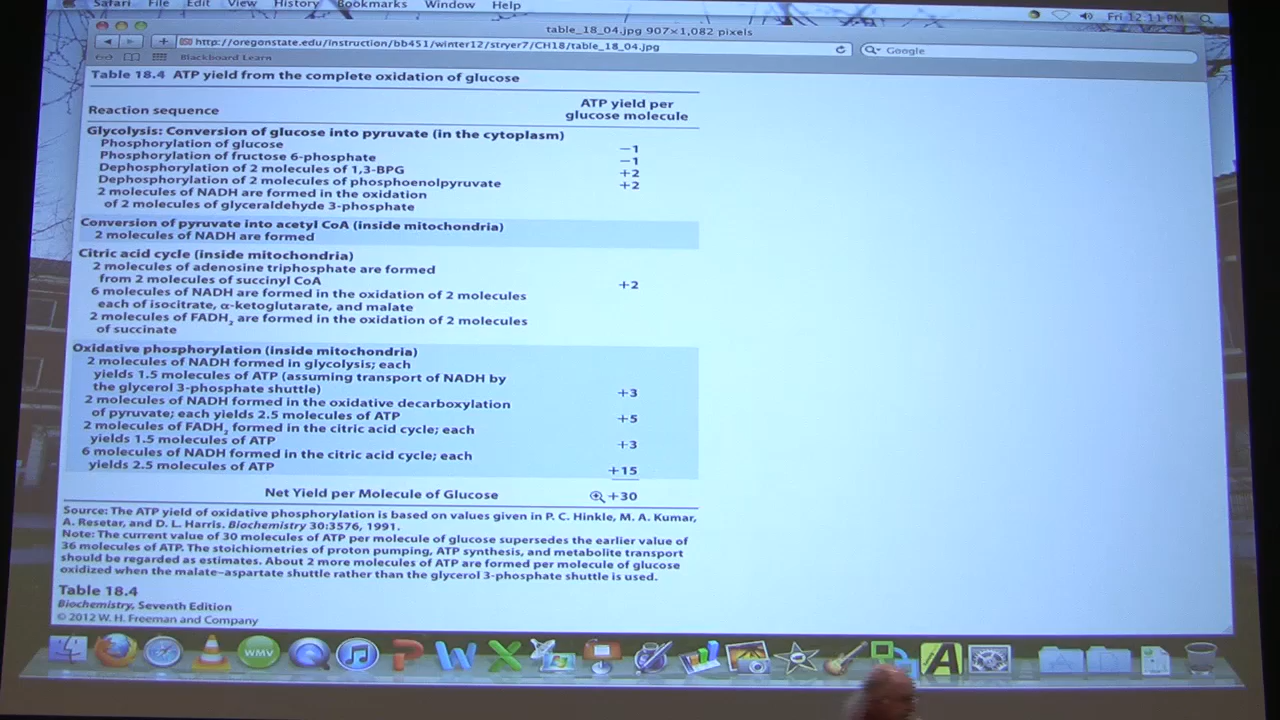 Safari File Edit View History Bookmarks Window Help
Fri 12:11 PM
table_18_04.jpg 907×1,082 pixels
http://oregonstate.edu/instruction/bb451/winter12/stryer7/CH18/table_18_04.jpg
Google
Blackboard Learn
Table 18.4 ATP yield from the complete oxidation of glucose
Reaction sequence
ATP yield per
glucose molecule
Glycolysis: Conversion of glucose into pyruvate (in the cytoplasm)
Phosphorylation of glucose −1
Phosphorylation of fructose 6-phosphate −1
Dephosphorylation of 2 molecules of 1,3-BPG +2
Dephosphorylation of 2 molecules of phosphoenolpyruvate +2
2 molecules of NADH are formed in the oxidation
of 2 molecules of glyceraldehyde 3-phosphate
Conversion of pyruvate into acetyl CoA (inside mitochondria)
2 molecules of NADH are formed
Citric acid cycle (inside mitochondria)
2 molecules of adenosine triphosphate are formed
from 2 molecules of succinyl CoA +2
6 molecules of NADH are formed in the oxidation of 2 molecules
each of isocitrate, α-ketoglutarate, and malate
2 molecules of FADH₂ are formed in the oxidation of 2 molecules
of succinate
Oxidative phosphorylation (inside mitochondria)
2 molecules of NADH formed in glycolysis; each
yields 1.5 molecules of ATP (assuming transport of NADH by
the glycerol 3-phosphate shuttle) +3
2 molecules of NADH formed in the oxidative decarboxylation
of pyruvate; each yields 2.5 molecules of ATP +5
2 molecules of FADH₂ formed in the citric acid cycle; each
yields 1.5 molecules of ATP +3
6 molecules of NADH formed in the citric acid cycle; each
yields 2.5 molecules of ATP +15
Net Yield per Molecule of Glucose +30
Source: The ATP yield of oxidative phosphorylation is based on values given in P. C. Hinkle, M. A. Kumar,
A. Resetar, and D. L. Harris. Biochemistry 30:3576, 1991.
Note: The current value of 30 molecules of ATP per molecule of glucose supersedes the earlier value of
36 molecules of ATP. The stoichiometries of proton pumping, ATP synthesis, and metabolite transport
should be regarded as estimates. About 2 more molecules of ATP are formed per molecule of glucose
oxidized when the malate–aspartate shuttle rather than the glycerol 3-phosphate shuttle is used.
Table 18.4
Biochemistry, Seventh Edition
© 2012 W. H. Freeman and Company
WMV